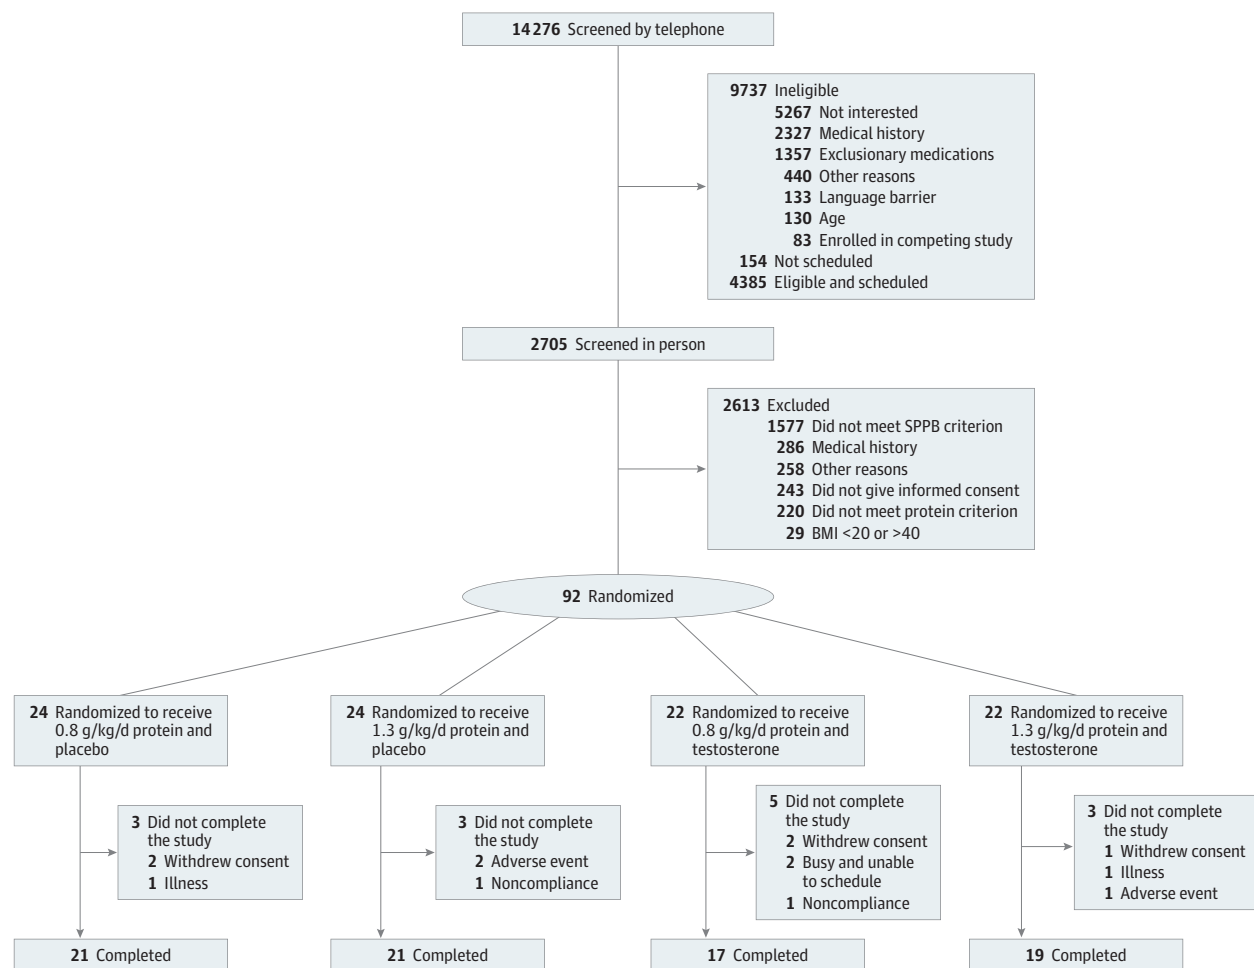 14 276 Screened by telephone
9737 Ineligible
5267 Not interested
2327 Medical history
1357 Exclusionary medications
440 Other reasons
133 Language barrier
130 Age
83 Enrolled in competing study
154 Not scheduled
4385 Eligible and scheduled
2705 Screened in person
2613 Excluded
1577 Did not meet SPPB criterion
286 Medical history
258 Other reasons
243 Did not give informed consent
220 Did not meet protein criterion
29 BMI <20 or >40
92 Randomized
24 Randomized to receive
0.8 g/kg/d protein and
placebo
24 Randomized to receive
1.3 g/kg/d protein and
placebo
22 Randomized to receive
0.8 g/kg/d protein and
testosterone
22 Randomized to receive
1.3 g/kg/d protein and
testosterone
3 Did not complete
the study
2 Withdrew consent
1 Illness
3 Did not complete
the study
2 Adverse event
1 Noncompliance
5 Did not complete
the study
2 Withdrew consent
2 Busy and unable
to schedule
1 Noncompliance
3 Did not complete
the study
1 Withdrew consent
1 Illness
1 Adverse event
21 Completed
21 Completed
17 Completed
19 Completed